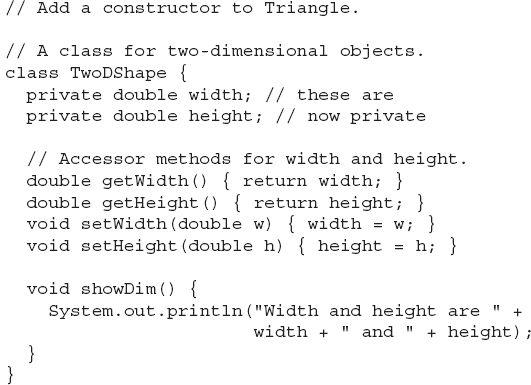 // Add a constructor to Triangle.
// A class for two-dimensional objects.
class TwoDShape {
private double width; // these are
private double height; // now private
// Accessor methods for width and height.
double getWidth() { return width; }
double getHeight() { return height; }
void setWidth(double w) { width = w; }
void setHeight(double h) { height = h; }
void showDim() {
System.out.println("Width and height are " +
width + " and " + height);
}
}